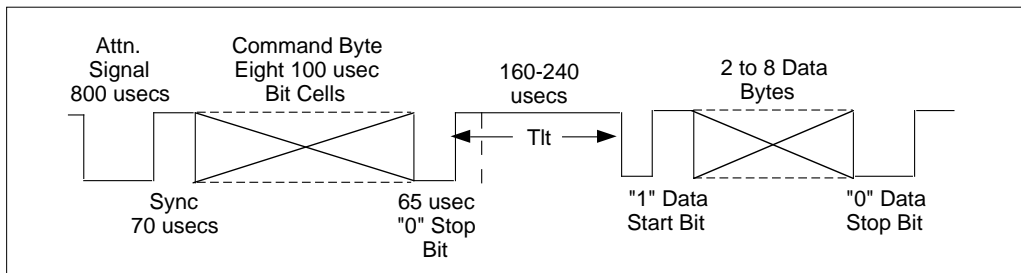 Attn.
Signal
800 usecs
Command Byte
Eight 100 usec
Bit Cells
160-240
usecs
2 to 8 Data
Bytes
Tlt
Sync
70 usecs
65 usec
"0" Stop
Bit
"1" Data
Start Bit
"0" Data
Stop Bit